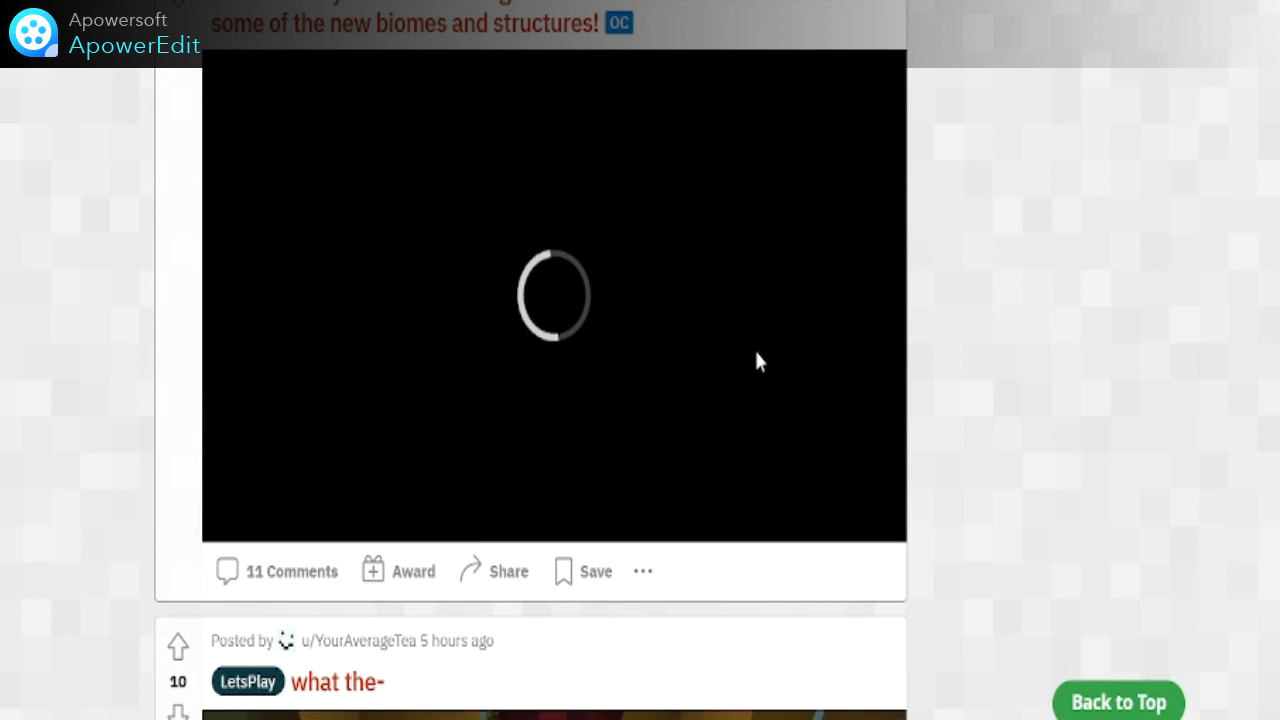 Apowersoft
ApowerEdit
some of the new biomes and structures! OC
11 Comments Award Share Save
Posted by u/YourAverageTea 5 hours ago
10
LetsPlay what the-
Back to Top